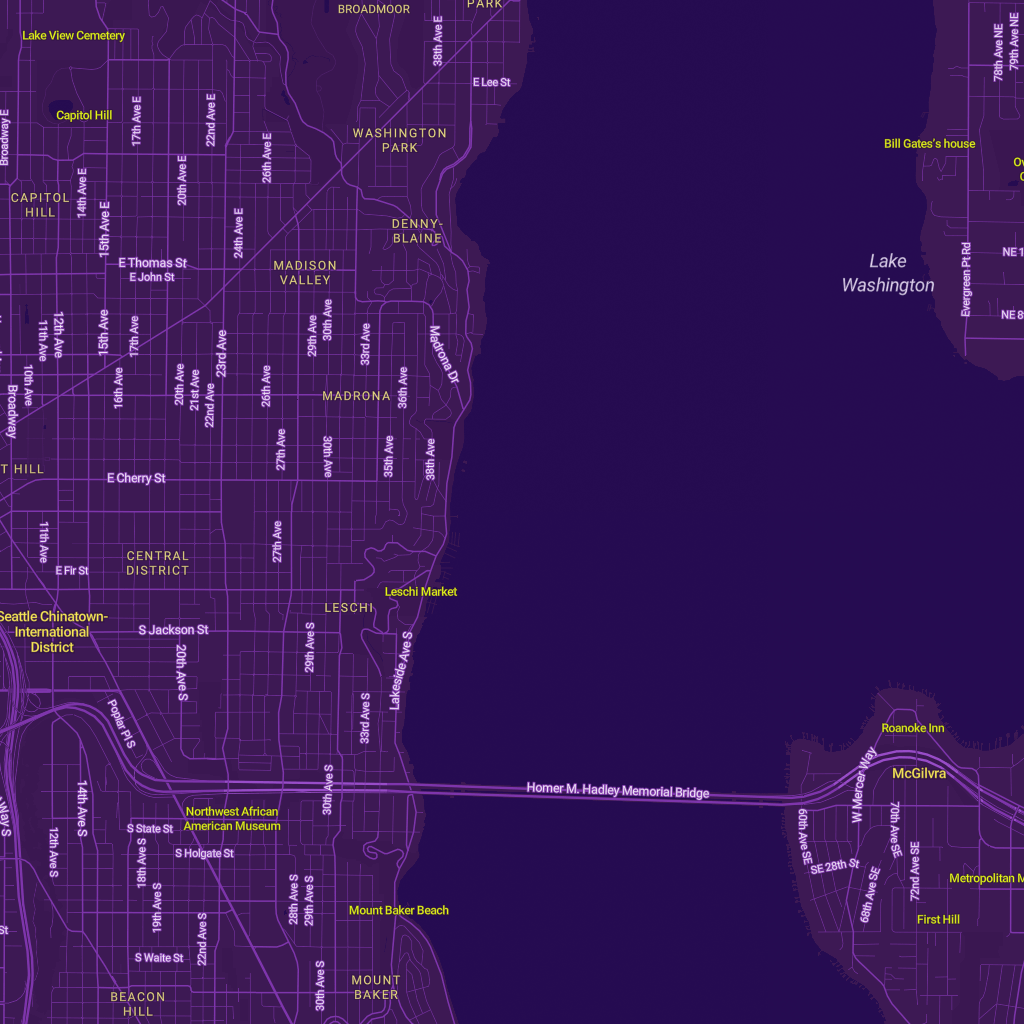 BROADMOOR
PARK
Lake View Cemetery
38th Ave E
78th Ave NE
79th Ave NE
E Lee St
Capitol Hill
17th Ave E
22nd Ave E
Broadway E
WASHINGTON
PARK
26th Ave E
Bill Gates's house
20th Ave E
14th Ave E
CAPITOL
HILL
15th Ave E
24th Ave E
DENNY-
BLAINE
Lake
Washington
Evergreen Pt Rd
NE 8
E Thomas St
E John St
MADISON
VALLEY
11th Ave
12th Ave
15th Ave
17th Ave
23rd Ave
29th Ave
30th Ave
33rd Ave
Madrona Dr
10th Ave
Broadway
16th Ave
20th Ave
21st Ave
22nd Ave
26th Ave
MADRONA
36th Ave
27th Ave
30th Ave
35th Ave
38th Ave
T HILL
E Cherry St
11th Ave
27th Ave
CENTRAL
DISTRICT
E Fir St
Leschi Market
LESCHI
Seattle Chinatown-
International
District
S Jackson St
20th Ave S
29th Ave S
Lakeside Ave S
33rd Ave S
Poplar Pl S
Roanoke Inn
McGilvra
W Mercer Way
Homer M. Hadley Memorial Bridge
30th Ave S
14th Ave S
Way S
Northwest African
American Museum
S State St
12th Ave S
18th Ave S
S Holgate St
60th Ave SE
70th Ave SE
SE 28th St
72nd Ave SE
68th Ave SE
Metropolitan M
First Hill
28th Ave S
29th Ave S
Mount Baker Beach
19th Ave S
22nd Ave S
St
S Waite St
30th Ave S
MOUNT
BAKER
BEACON
HILL